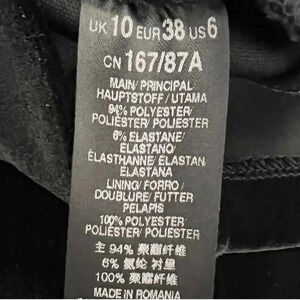 UK 10 EUR 38 US 6
CN 167/87A
MAIN/ PRINCIPAL
HAUPTSTOFF/ UTAMA
94% POLYESTER/
POLIÉSTER/ POLIESTER
6% ELASTANE/
ELASTANO/
ÉLASTHANNE/ ELASTAN/
ELASTANA
LINING/ FORRO/
DOUBLURE/ FUTTER
PELAPIS
100% POLYESTER/
POLIÉSTER/ POLIESTER
主 94% 聚酯纤维
6% 氨纶 衬里
100% 聚酯纤维
MADE IN ROMANIA